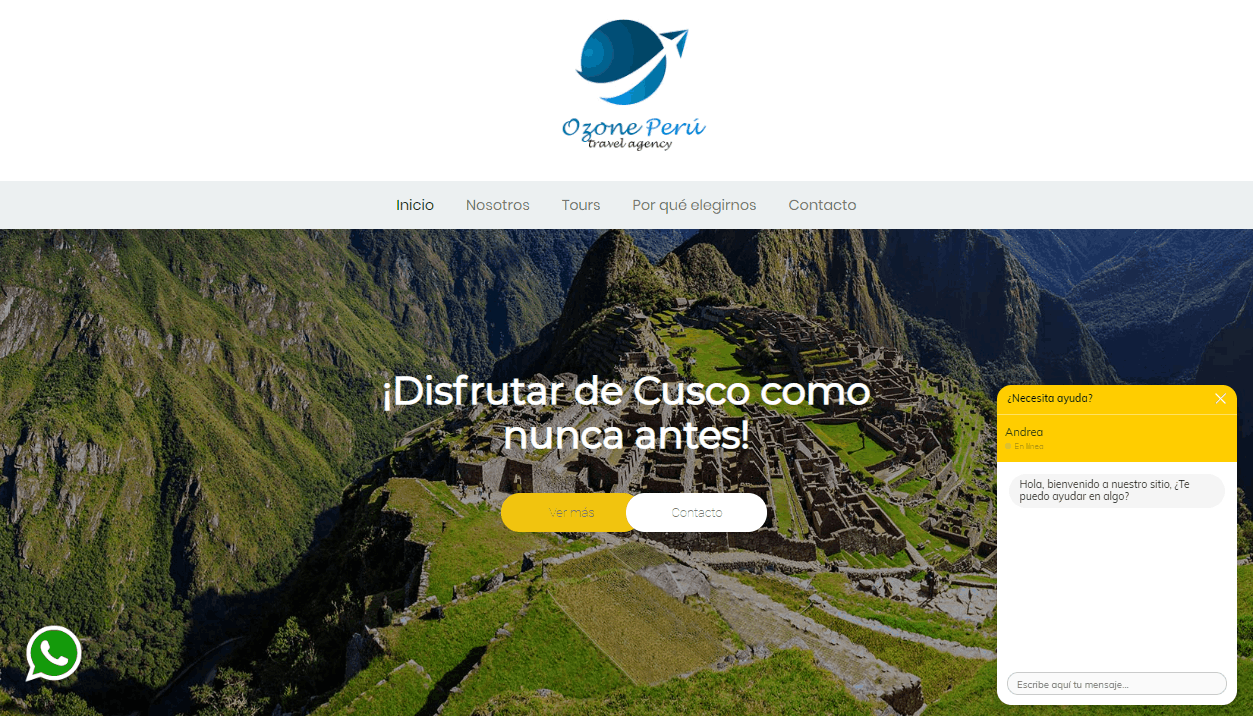 Ozone Perú
travel agency
Inicio Nosotros Tours Por qué elegirnos Contacto
¡Disfrutar de Cusco como
nunca antes!
Ver más Contacto
¿Necesita ayuda?
Andrea
En línea
Hola, bienvenido a nuestro sitio, ¿Te
puedo ayudar en algo?
Escribe aquí tu mensaje...